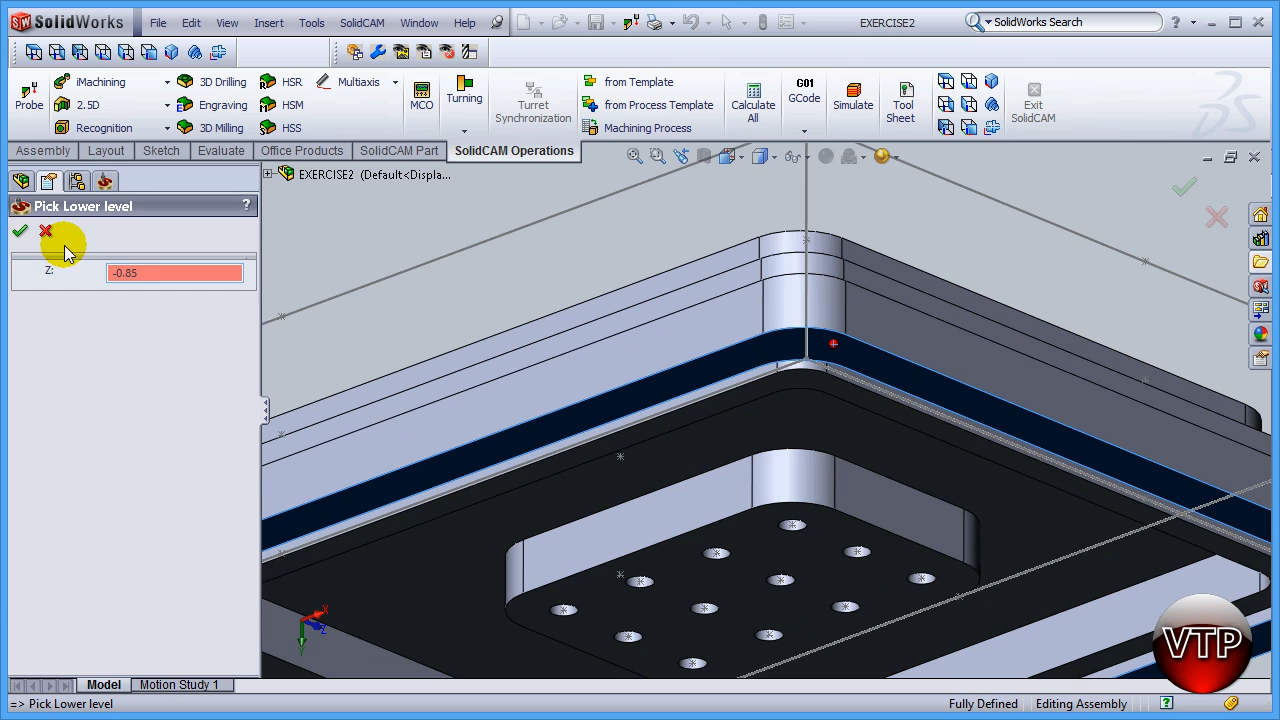 SolidWorks File Edit View Insert Tools SolidCAM Window Help EXERCISE2 SolidWorks Search ?
Probe
iMachining
2.5D
Recognition
3D Drilling
Engraving
3D Milling
HSR
HSM
HSS
Multiaxis
MCO
Turning
Turret
Synchronization
from Template
from Process Template
Machining Process
Calculate
All
G01
GCode
Simulate
Tool
Sheet
Exit
SolidCAM
Assembly Layout Sketch Evaluate Office Products SolidCAM Part SolidCAM Operations
EXERCISE2 (Default<Displa...
Pick Lower level ?
Z: -0.85
X
Z
Y
VTP
Model Motion Study 1
=> Pick Lower level Fully Defined Editing Assembly ?